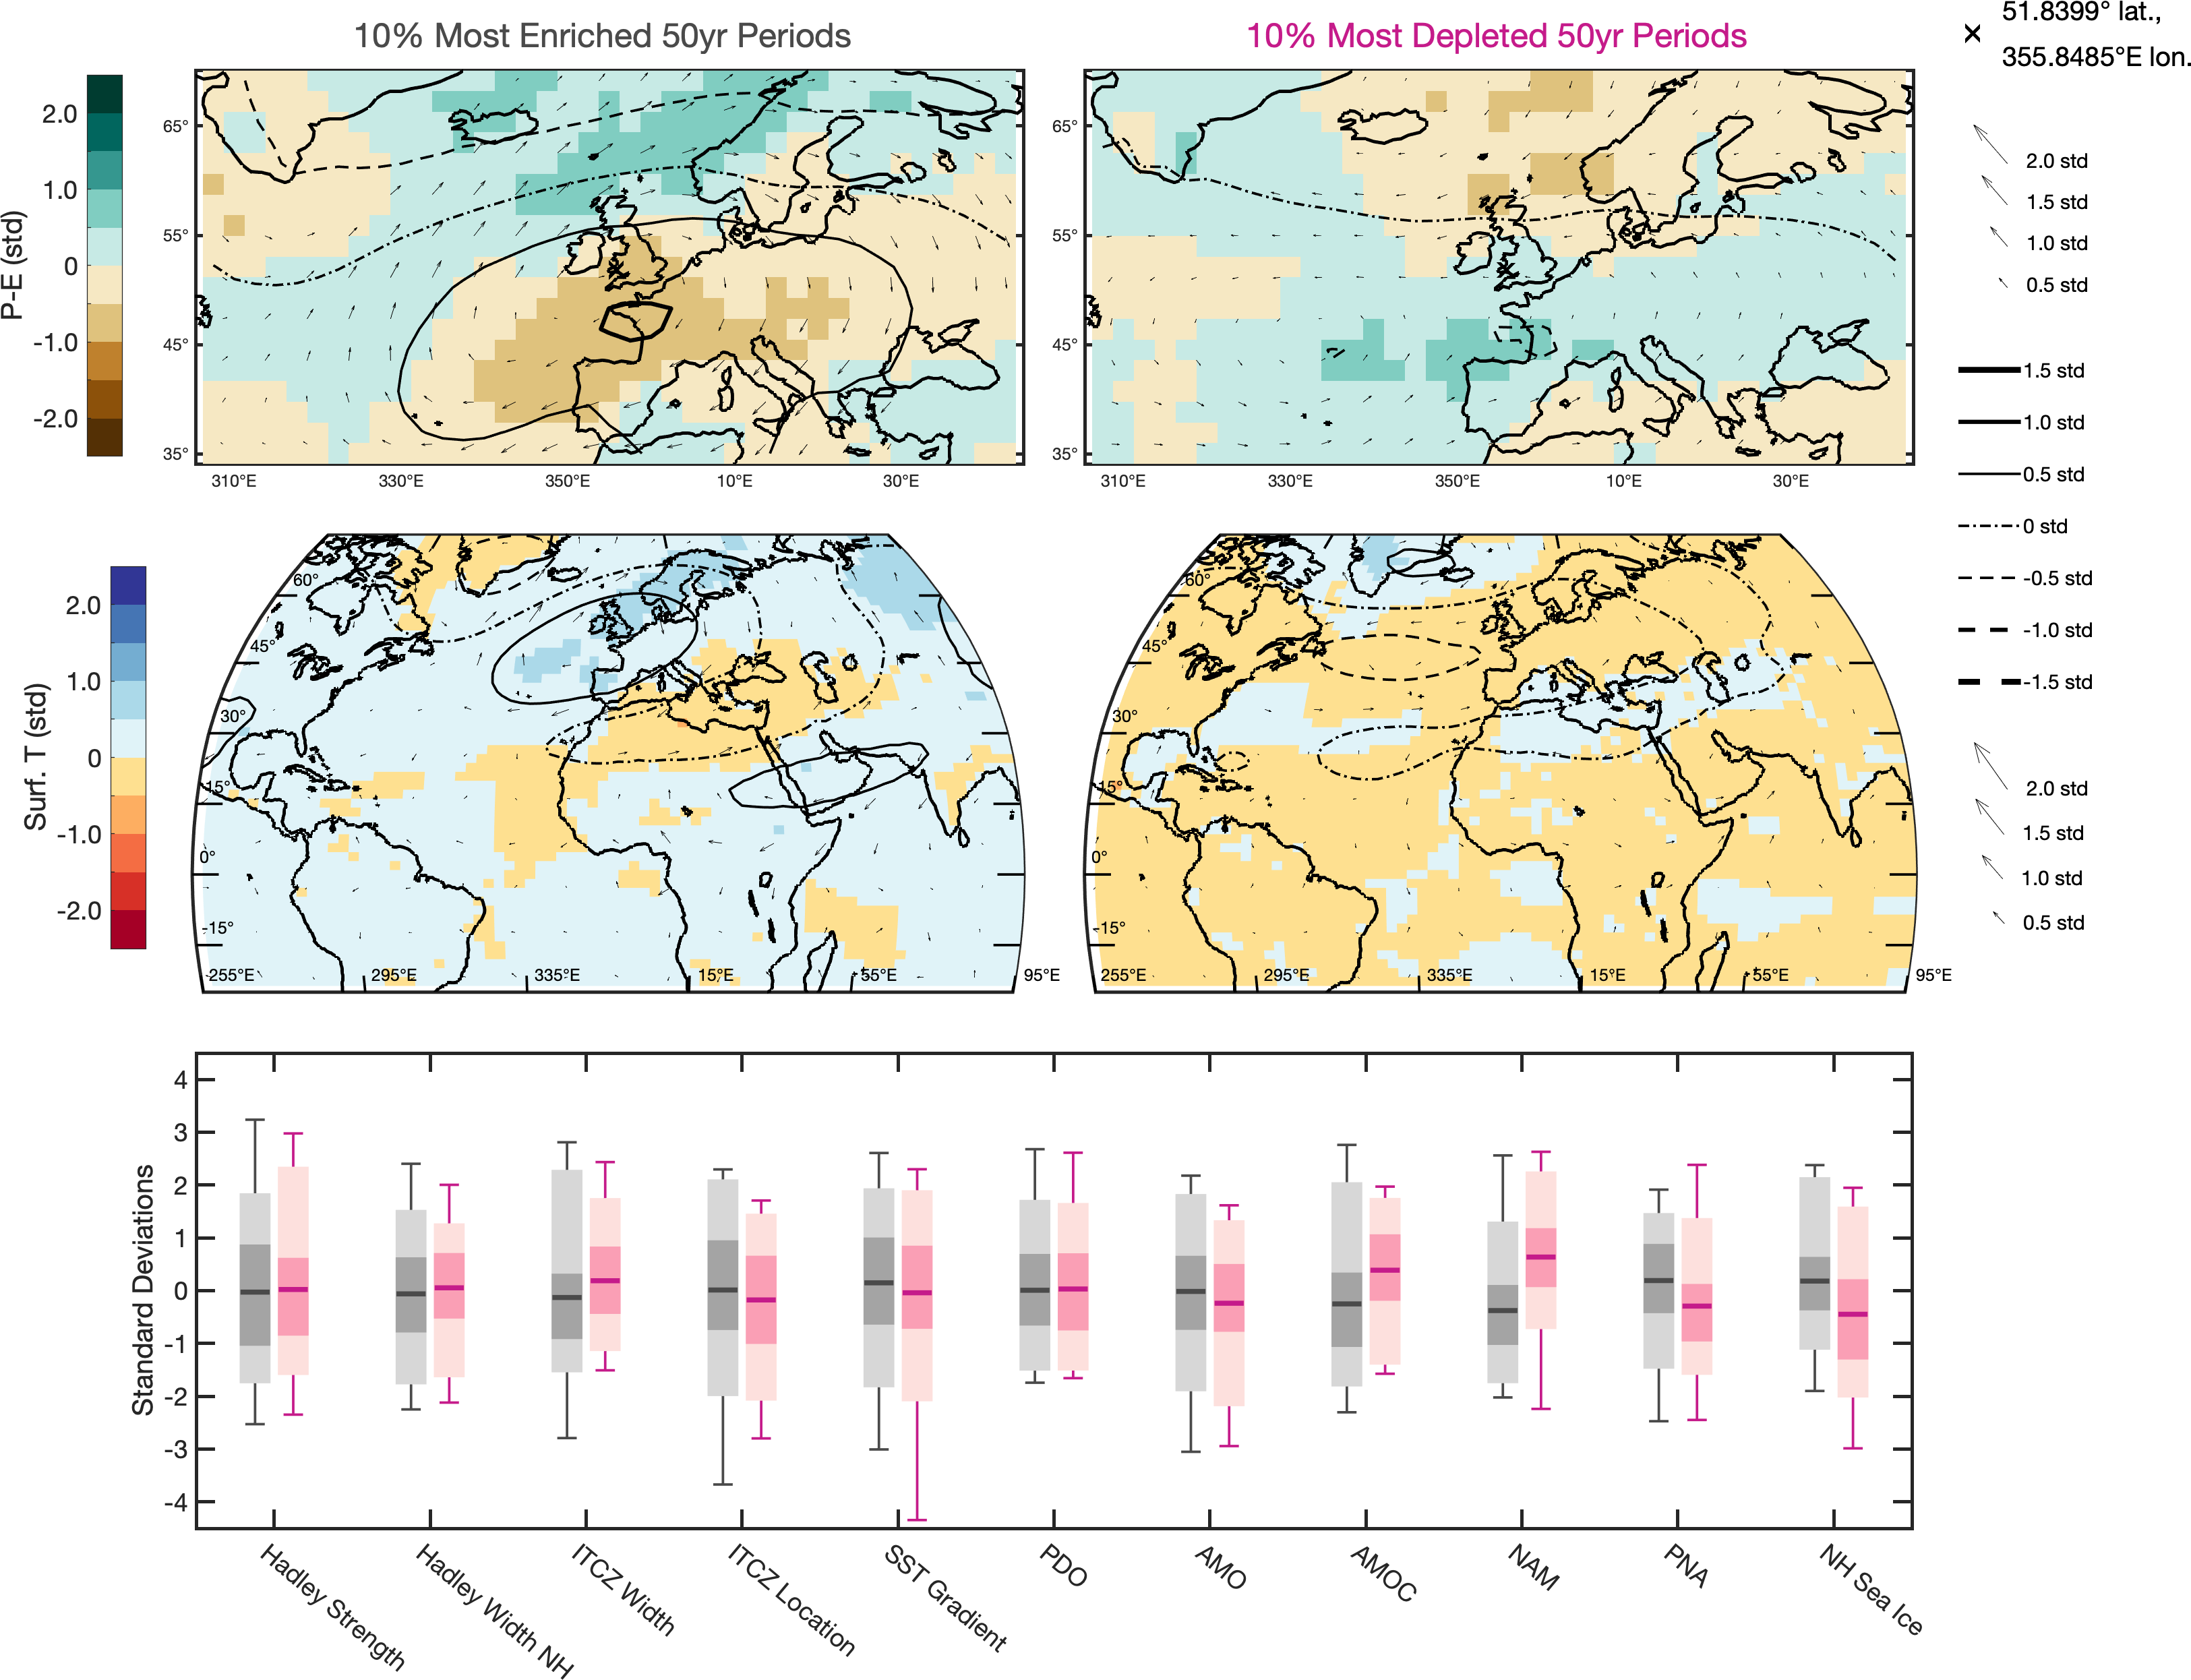 10% Most Enriched 50yr Periods
10% Most Depleted 50yr Periods
51.8399° lat.,
355.8485°E lon.
P-E (std)
2.0
1.0
0
-1.0
-2.0
65°
55°
45°
35°
310°E 330°E 350°E 10°E 30°E
65°
55°
45°
35°
310°E 330°E 350°E 10°E 30°E
2.0 std
1.5 std
1.0 std
0.5 std
1.5 std
1.0 std
0.5 std
0 std
-0.5 std
-1.0 std
-1.5 std
2.0 std
1.5 std
1.0 std
0.5 std
Surf. T (std)
2.0
1.0
0
-1.0
-2.0
60°
45°
30°
15°
0°
-15°
255°E 295°E 335°E 15°E 55°E 95°E
60°
45°
30°
15°
0°
-15°
255°E 295°E 335°E 15°E 55°E 95°E
Standard Deviations
4
3
2
1
0
-1
-2
-3
-4
Hadley Strength
Hadley Width NH
ITCZ Width
ITCZ Location
SST Gradient
PDO
AMO
AMOC
NAM
PNA
NH Sea Ice